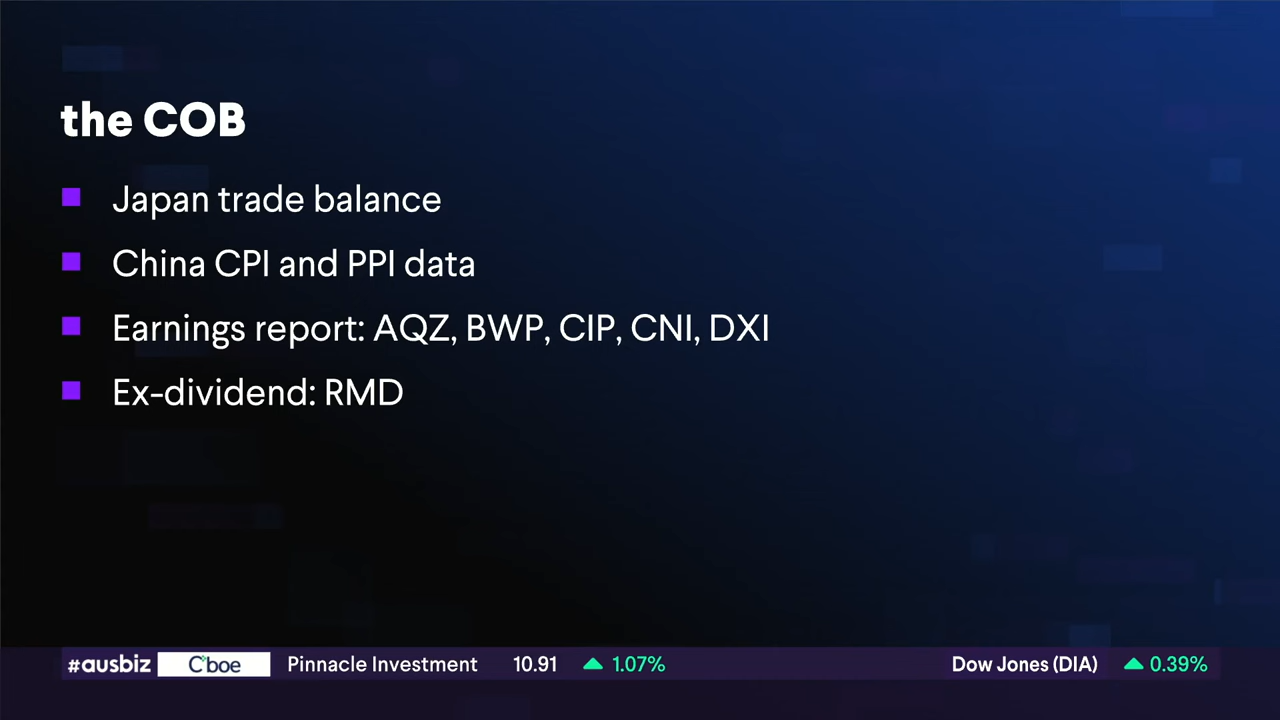 the COB
Japan trade balance
China CPI and PPI data
Earnings report: AQZ, BWP, CIP, CNI, DXI
Ex-dividend: RMD
#ausbiz Cboe Pinnacle Investment 10.91 1.07% Dow Jones (DIA) 0.39%